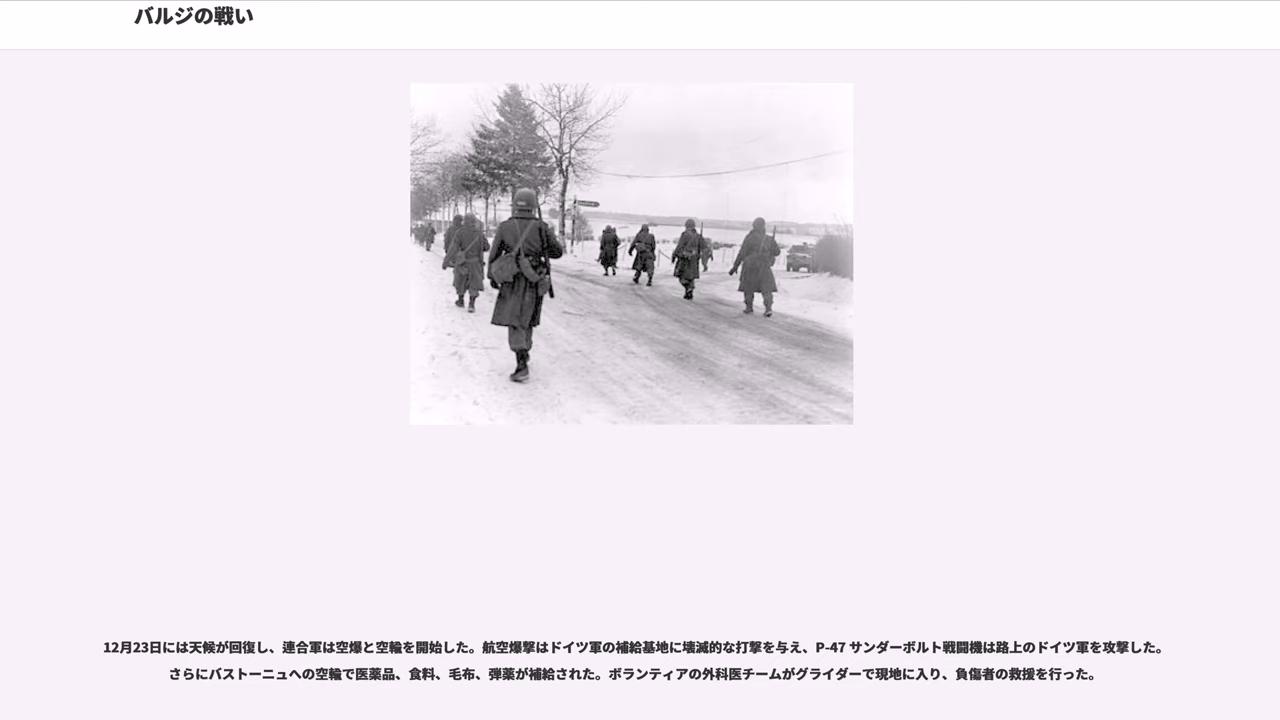 バルジの戦い
12月23日には天候が回復し、連合軍は空爆と空輸を開始した。航空爆撃はドイツ軍の補給基地に壊滅的な打撃を与え、P-47 サンダーボルト戦闘機は路上のドイツ軍を攻撃した。
さらにバストーニュへの空輸で医薬品、食料、毛布、弾薬が補給された。ボランティアの外科医チームがグライダーで現地に入り、負傷者の救援を行った。